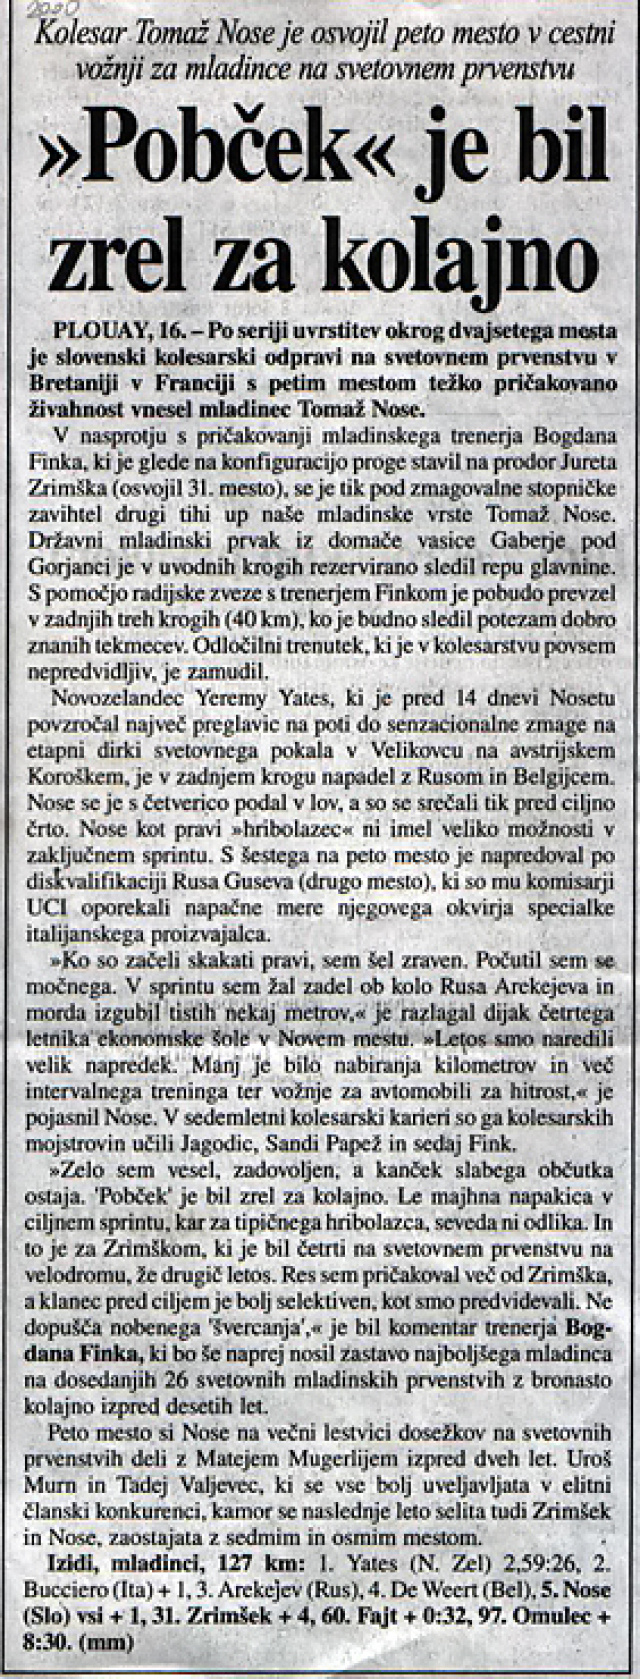 2000
Kolesar Tomaž Nose je osvojil peto mesto v cestni
vožnji za mladince na svetovnem prvenstvu
»Pobček« je bil
zrel za kolajno
PLOUAY, 16. – Po seriji uvrstitev okrog dvajsetega mesta
je slovenski kolesarski odpravi na svetovnem prvenstvu v
Bretaniji v Franciji s petim mestom težko pričakovano
živahnost vnesel mladinec Tomaž Nose.
V nasprotju s pričakovanji mladinskega trenerja Bogdana
Finka, ki je glede na konfiguracijo proge stavil na prodor Jureta
Zrimška (osvojil 31. mesto), se je tik pod zmagovalne stopničke
zavihtel drugi tihi up naše mladinske vrste Tomaž Nose.
Državni mladinski prvak iz domače vasice Gaberje pod
Gorjanci je v uvodnih krogih rezervirano sledil repu glavnine.
S pomočjo radijske zveze s trenerjem Finkom je pobudo prevzel
v zadnjih treh krogih (40 km), ko je budno sledil potezam dobro
znanih tekmecev. Odločilni trenutek, ki je v kolesarstvu povsem
nepredvidljiv, je zamudil.
Novozelandec Yeremy Yates, ki je pred 14 dnevi Nosetu
povzročal največ preglavic na poti do senzacionalne zmage na
etapni dirki svetovnega pokala v Velikovcu na avstrijskem
Koroškem, je v zadnjem krogu napadel z Rusom in Belgijcem.
Nose se je s četverico podal v lov, a so se srečali tik pred ciljno
črto. Nose kot pravi »hribolazec« ni imel veliko možnosti v
zaključnem sprintu. S šestega na peto mesto je napredoval po
diskvalifikaciji Rusa Guseva (drugo mesto), ki so mu komisarji
UCI oporekali napačne mere njegovega okvirja specialke
italijanskega proizvajalca.
»Ko so začeli skakati pravi, sem šel zraven. Počutil sem se
močnega. V sprintu sem žal zadel ob kolo Rusa Arekejeva in
morda izgubil tistih nekaj metrov,« je razlagal dijak četrtega
letnika ekonomske šole v Novem mestu. »Letos smo naredili
velik napredek. Manj je bilo nabiranja kilometrov in več
intervalnega treninga ter vožnje za avtomobili za hitrost,« je
pojasnil Nose. V sedemletni kolesarski karieri so ga kolesarskih
mojstrovin učili Jagodic, Sandi Papež in sedaj Fink.
»Zelo sem vesel, zadovoljen, a kanček slabega občutka
ostaja. 'Pobček' je bil zrel za kolajno. Le majhna napakica v
ciljnem sprintu, kar za tipičnega hribolazca, seveda ni odlika. In
to je za Zrimškom, ki je bil četrti na svetovnem prvenstvu na
velodromu, že drugič letos. Res sem pričakoval več od Zrimška,
a klanec pred ciljem je bolj selektiven, kot smo predvidevali. Ne
dopušča nobenega 'švercanja',« je bil komentar trenerja Bog-
dana Finka, ki bo še naprej nosil zastavo najboljšega mladinca
na dosedanjih 26 svetovnih mladinskih prvenstvih z bronasto
kolajno izpred desetih let.
Peto mesto si Nose na večni lestvici dosežkov na svetovnih
prvenstvih deli z Matejem Mugerlijem izpred dveh let. Uroš
Murn in Tadej Valjevec, ki se vse bolj uveljavljata v elitni
članski konkurenci, kamor se naslednje leto selita tudi Zrimšek
in Nose, zaostajata z sedmim in osmim mestom.
Izidi, mladinci, 127 km: 1. Yates (N. Zel) 2,59:26, 2.
Bucciero (Ita) + 1, 3. Arekejev (Rus), 4. De Weert (Bel), 5. Nose
(Slo) vsi + 1, 31. Zrimšek + 4, 60. Fajt + 0:32, 97. Omulec +
8:30. (mm)